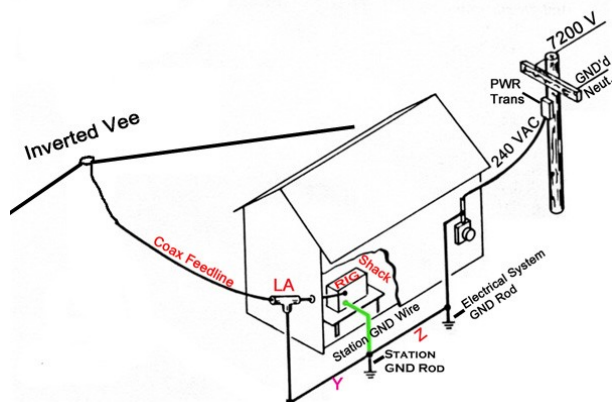 7200 V
GND'd
Neut.
PWR
Trans
240 VAC
Inverted Vee
Coax Feedline
LA
RIG
Shack
Station GND Wire
Z
Electrical System
GND Rod
STATION
GND ROD
Y